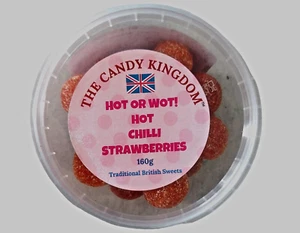 THE CANDY KINGDOM
HOT OR WOT!
HOT
CHILLI
STRAWBERRIES
160g
Traditional British Sweets